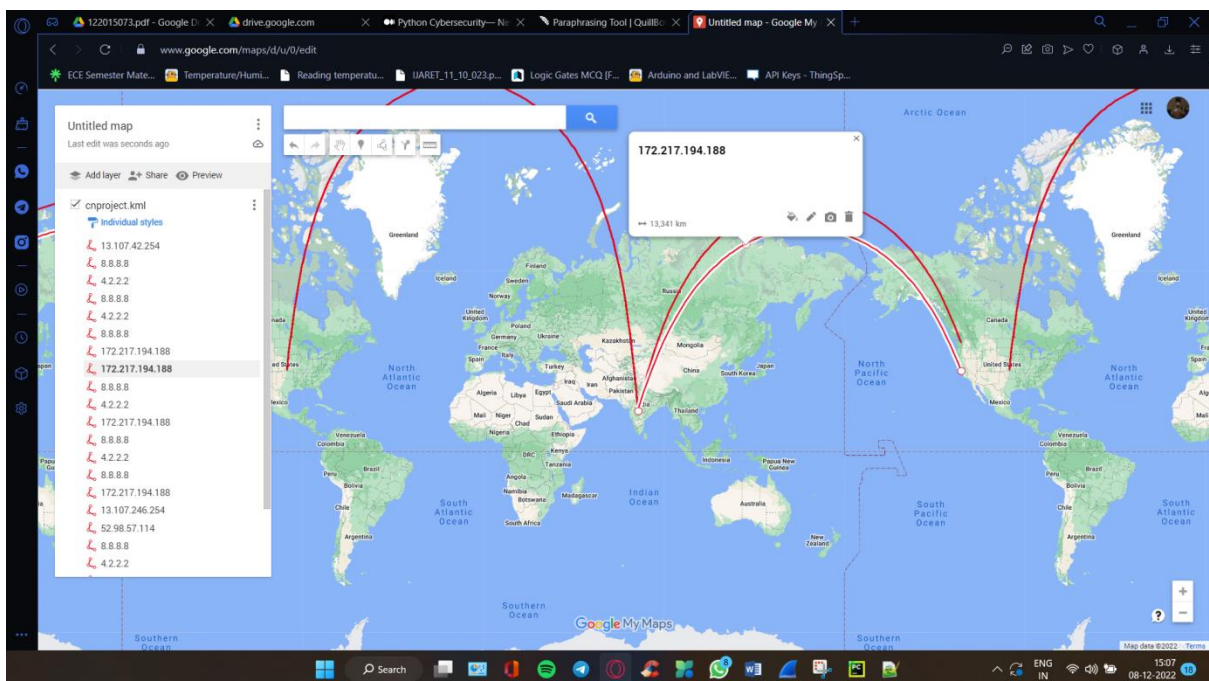 122015073.pdf - Google Dr
drive.google.com
Python Cybersecurity— Ne
Paraphrasing Tool | QuillBo
Untitled map - Google My
www.google.com/maps/d/u/0/edit
ECE Semester Mate...
Temperature/Humi...
Reading temperatu...
IJARET_11_10_023.p...
Logic Gates MCQ [F...
Arduino and LabVIE...
API Keys - ThingSp...
Untitled map
Last edit was seconds ago
Add layer
Share
Preview
cnproject.kml
Individual styles
13.107.42.254
8.8.8.8
4.2.2.2
8.8.8.8
4.2.2.2
8.8.8.8
172.217.194.188
172.217.194.188
8.8.8.8
4.2.2.2
172.217.194.188
8.8.8.8
4.2.2.2
8.8.8.8
172.217.194.188
13.107.246.254
52.98.57.114
8.8.8.8
4.2.2.2
172.217.194.188
13,341 km
Arctic Ocean
Greenland
Iceland
Finland
Sweden
Norway
Russia
United
Kingdom
Poland
Germany
Ukraine
France
Kazakhstan
Mongolia
Spain
Italy
Turkey
China
South Korea
Japan
Iraq
Iran
Afghanistan
Pakistan
Algeria
Libya
Egypt
Saudi Arabia
Thailand
Mali
Niger
Chad
Sudan
Nigeria
Ethiopia
DRC
Kenya
Tanzania
Indonesia
Papua New
Guinea
Angola
Namibia
Botswana
Madagascar
South Africa
Indian
Ocean
Australia
New
Zealand
North
Atlantic
Ocean
South
Atlantic
Ocean
Venezuela
Colombia
Peru
Brazil
Bolivia
Chile
Argentina
North
Pacific
Ocean
South
Pacific
Ocean
Canada
United States
Mexico
Greenland
Iceland
United
Kingdom
North
Atlantic
Ocean
Venezuela
Colombia
Peru
Brazil
Bolivia
Chile
Argentina
South
Atlantic
Ocean
Southern
Ocean
Southern
Ocean
Southern
Ocean
Google My Maps
Map data ©2022
Terms
Search
ENG
IN
15:07
08-12-2022
18